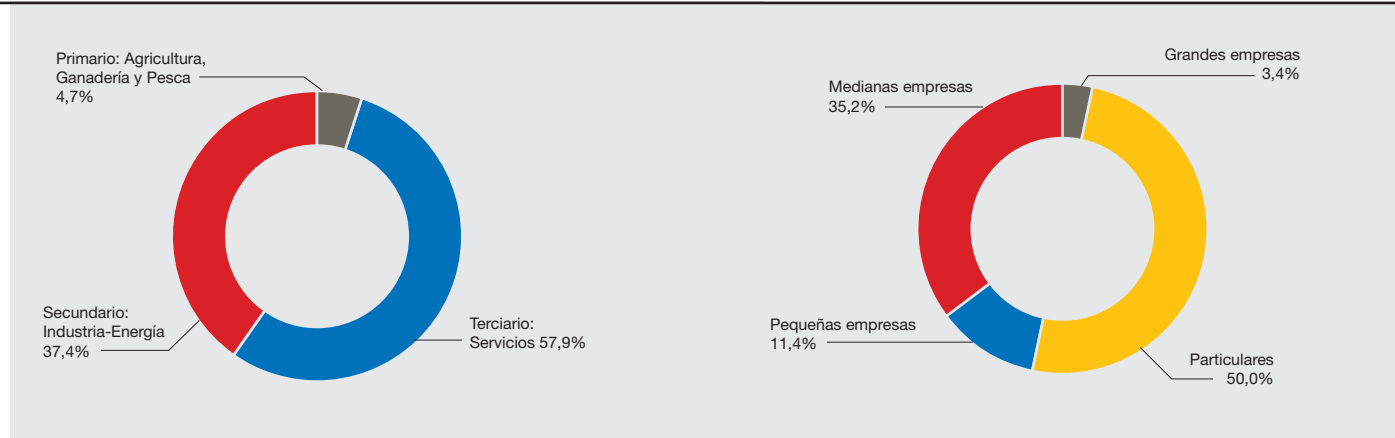 Primario: Agricultura,
Ganadería y Pesca
4,7%
Secundario:
Industria-Energía
37,4%
Terciario:
Servicios 57,9%
Grandes empresas
3,4%
Medianas empresas
35,2%
Pequeñas empresas
11,4%
Particulares
50,0%